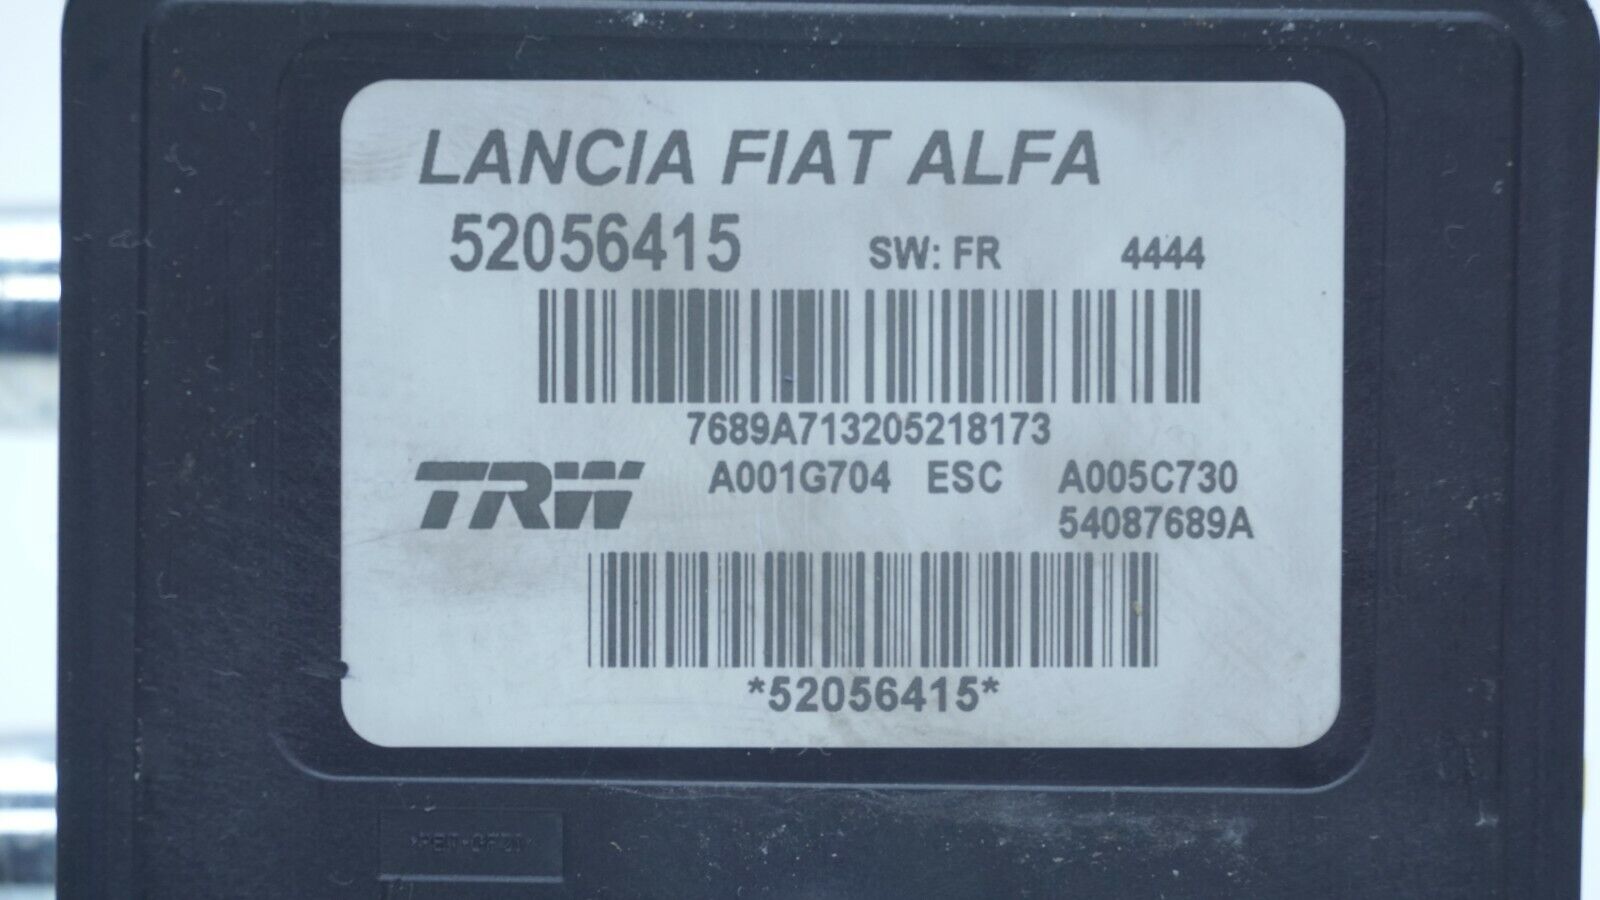 LANCIA FIAT ALFA
52056415 SW: FR 4444
7689A713205218173
TRW A001G704 ESC A005C730
54087689A
*52056415*